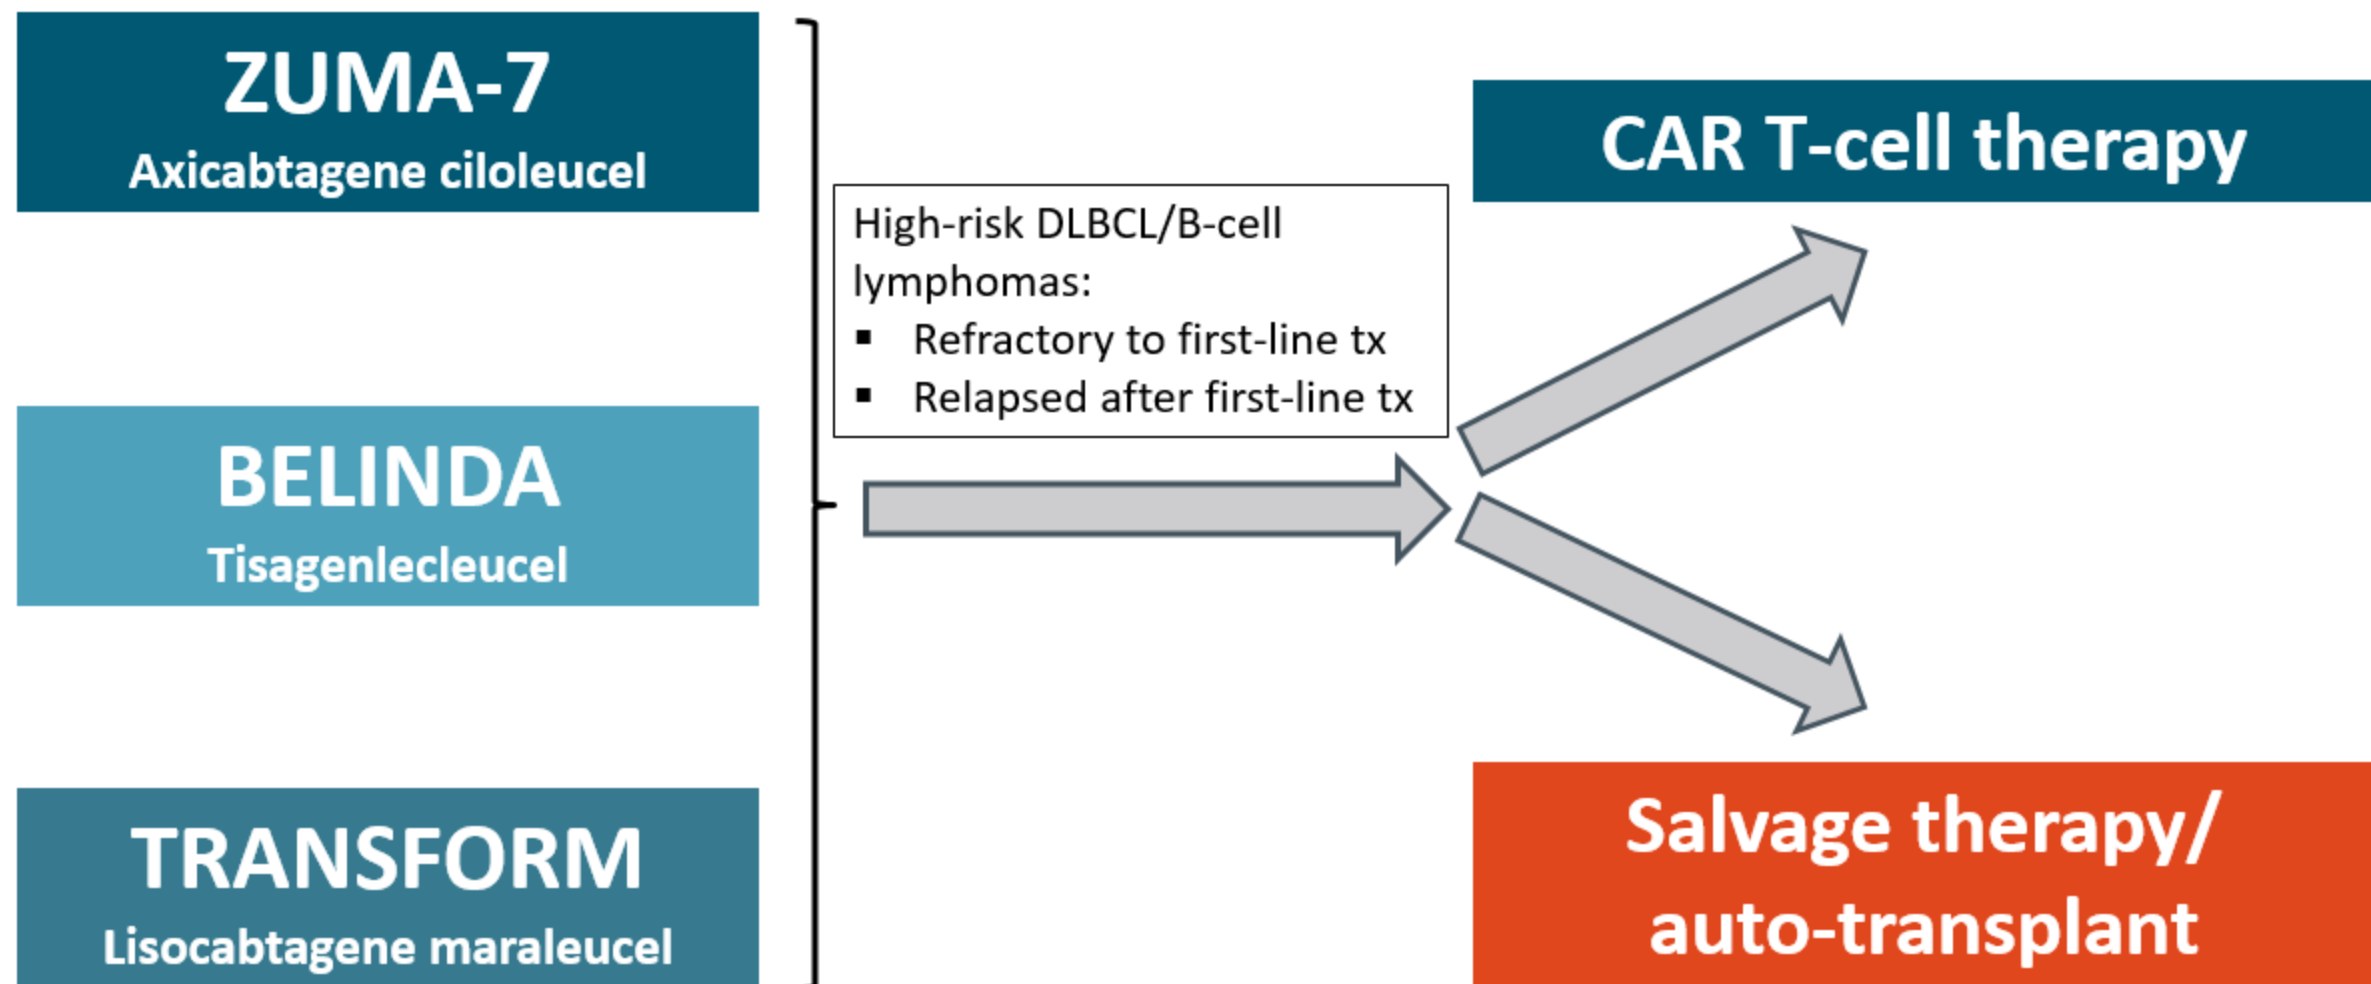 ZUMA-7
Axicabtagene ciloleucel
BELINDA
Tisagenlecleucel
TRANSFORM
Lisocabtagene maraleucel
High-risk DLBCL/B-cell
lymphomas:
▪ Refractory to first-line tx
▪ Relapsed after first-line tx
CAR T-cell therapy
Salvage therapy/
auto-transplant